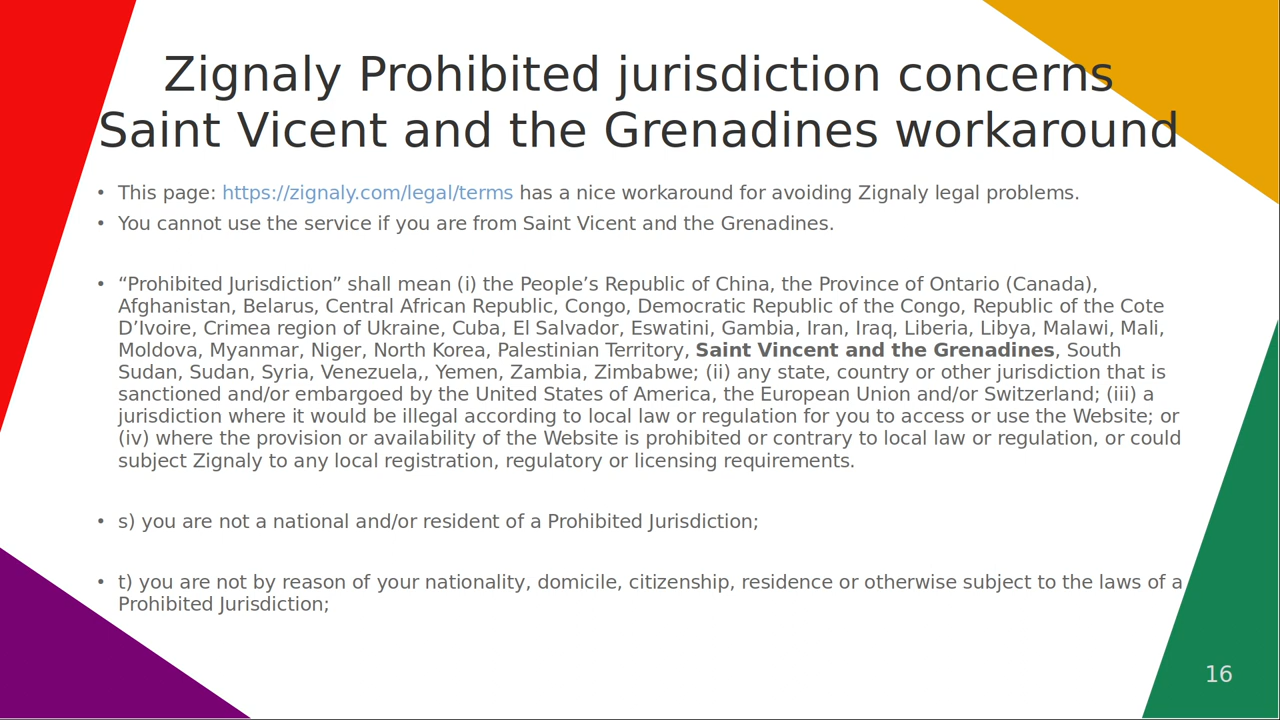 Zignaly Prohibited jurisdiction concerns
Saint Vicent and the Grenadines workaround
• This page: https://zignaly.com/legal/terms has a nice workaround for avoiding Zignaly legal problems.
• You cannot use the service if you are from Saint Vicent and the Grenadines.
• “Prohibited Jurisdiction” shall mean (i) the People’s Republic of China, the Province of Ontario (Canada),
Afghanistan, Belarus, Central African Republic, Congo, Democratic Republic of the Congo, Republic of the Cote
D’Ivoire, Crimea region of Ukraine, Cuba, El Salvador, Eswatini, Gambia, Iran, Iraq, Liberia, Libya, Malawi, Mali,
Moldova, Myanmar, Niger, North Korea, Palestinian Territory, Saint Vincent and the Grenadines, South
Sudan, Sudan, Syria, Venezuela,, Yemen, Zambia, Zimbabwe; (ii) any state, country or other jurisdiction that is
sanctioned and/or embargoed by the United States of America, the European Union and/or Switzerland; (iii) a
jurisdiction where it would be illegal according to local law or regulation for you to access or use the Website; or
(iv) where the provision or availability of the Website is prohibited or contrary to local law or regulation, or could
subject Zignaly to any local registration, regulatory or licensing requirements.
• s) you are not a national and/or resident of a Prohibited Jurisdiction;
• t) you are not by reason of your nationality, domicile, citizenship, residence or otherwise subject to the laws of a
Prohibited Jurisdiction;
16